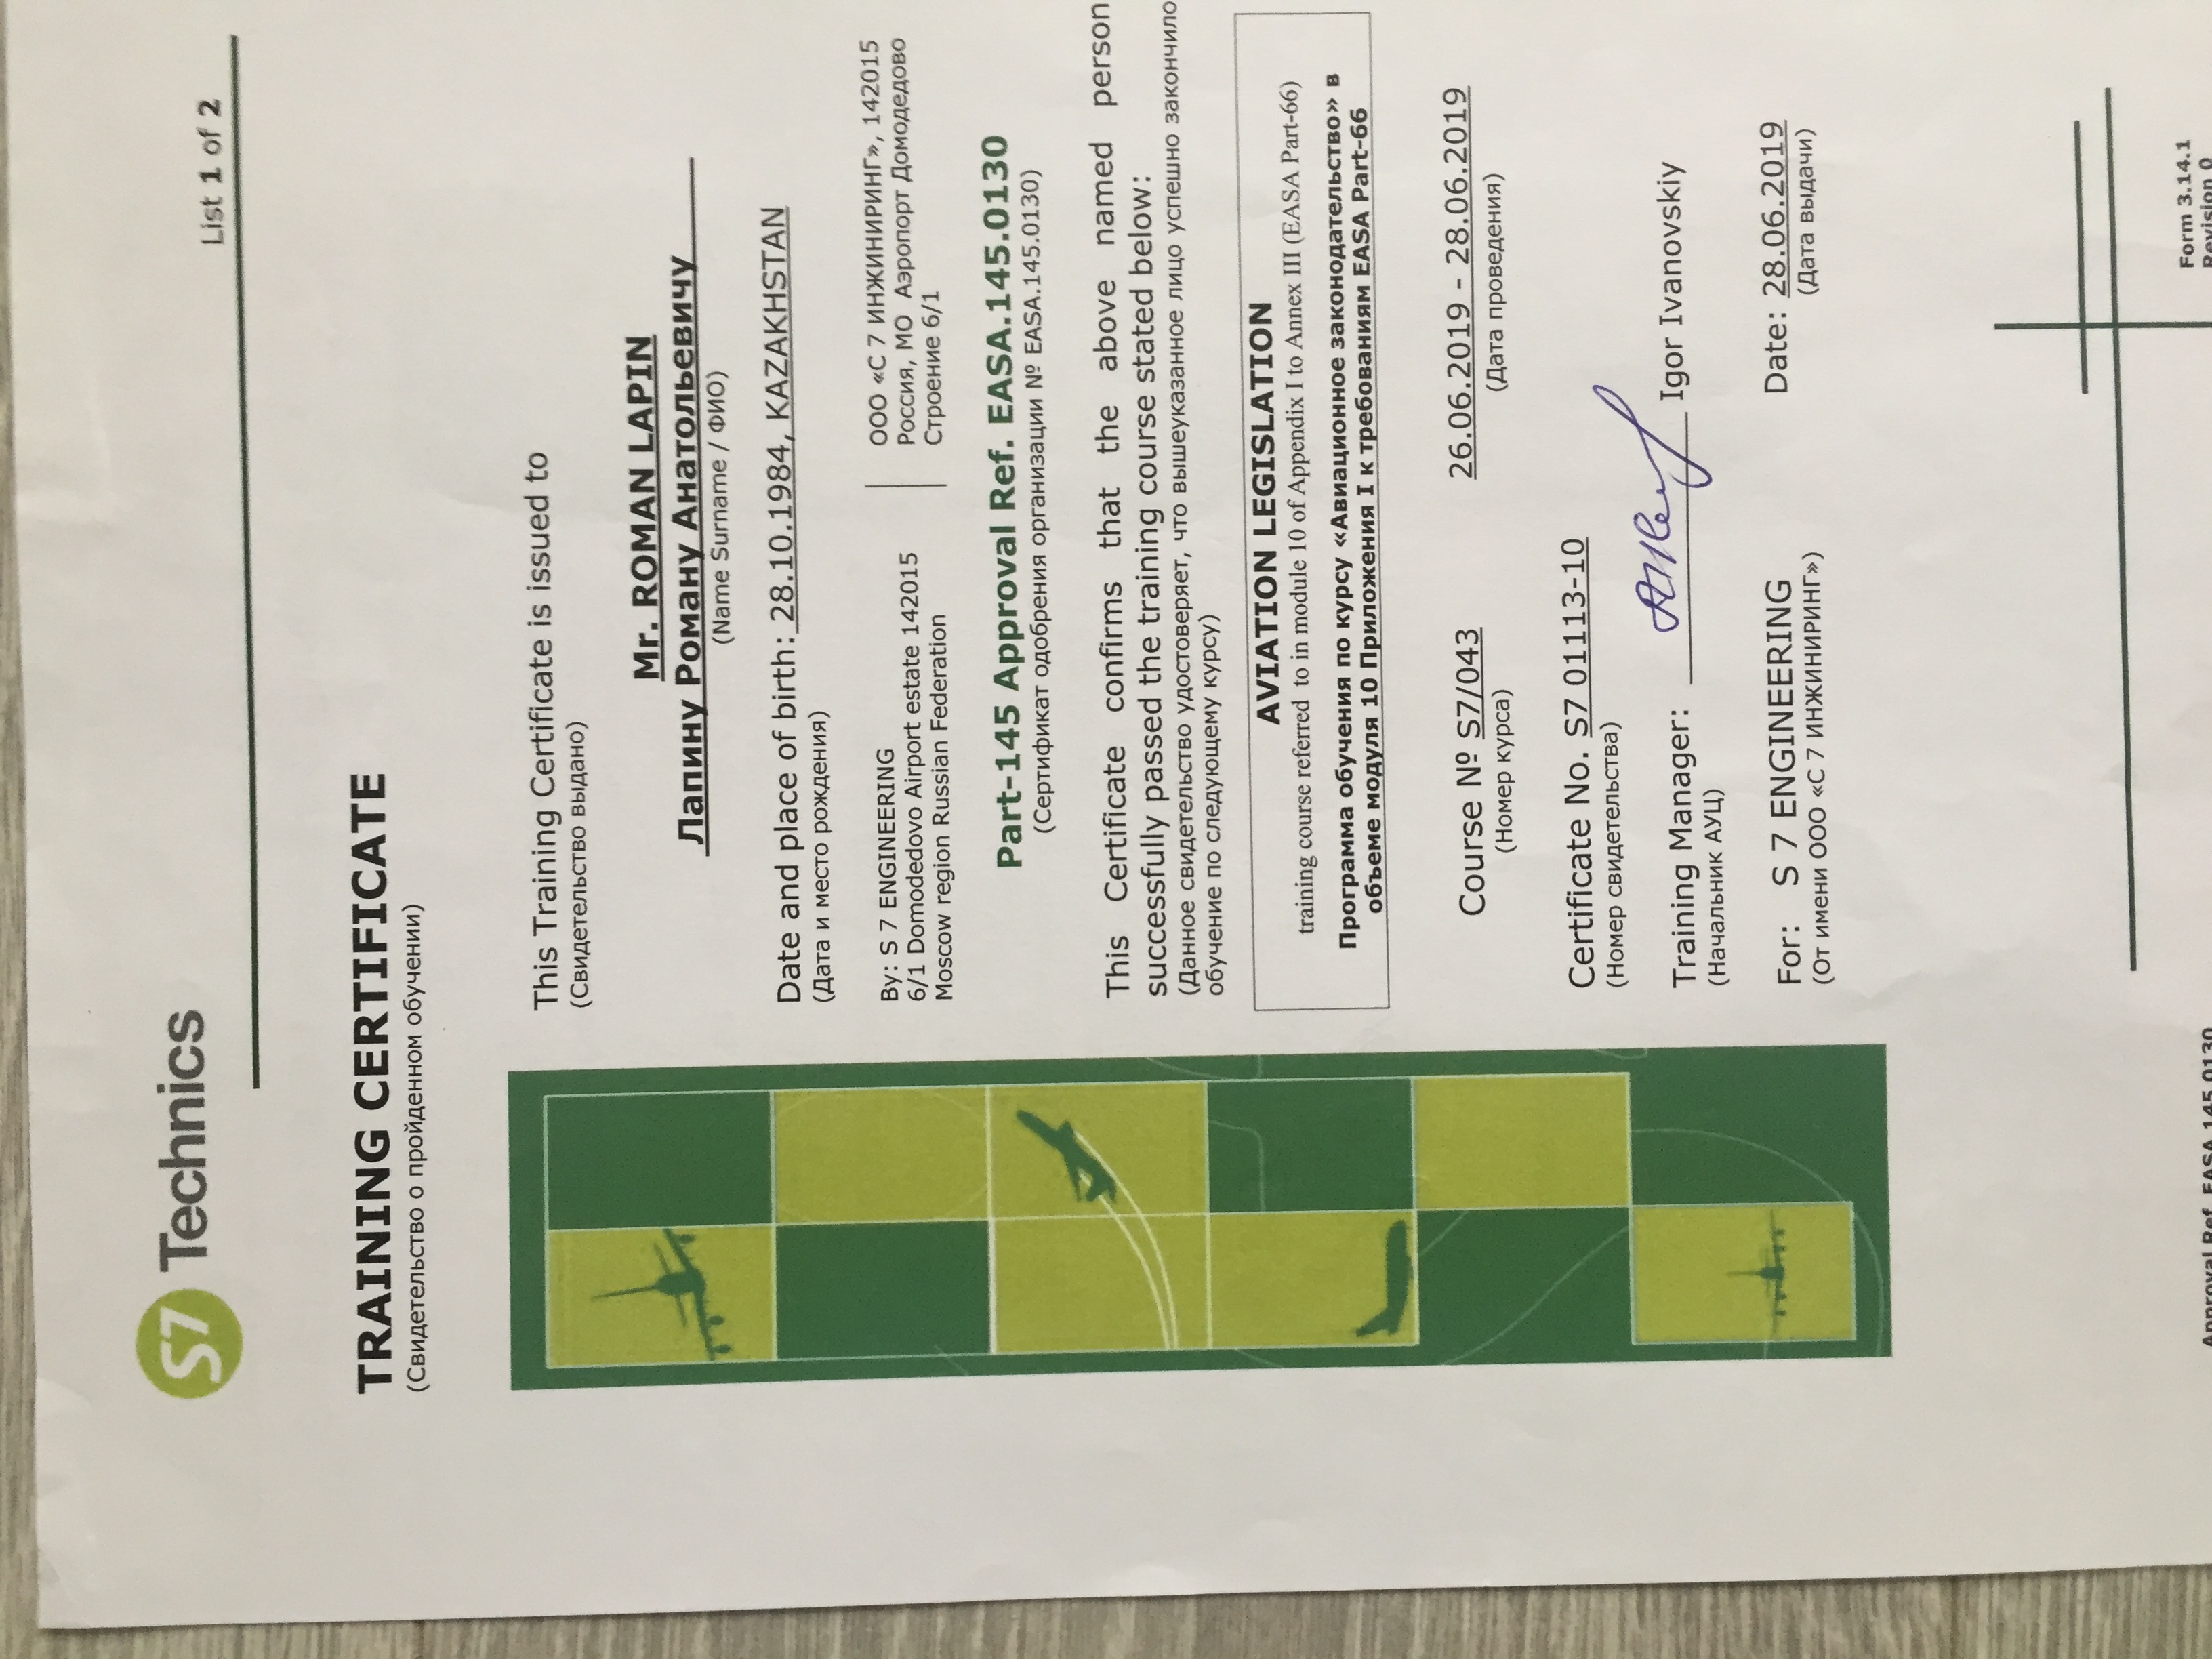 S7 Technics
List 1 of 2
TRAINING CERTIFICATE
(Свидетельство о пройденном обучении)
This Training Certificate is issued to
(Свидетельство выдано)
Mr. ROMAN LAPIN
Лапину Роману Анатольевичу
(Name Surname / ФИО)
Date and place of birth: 28.10.1984, KAZAKHSTAN
(Дата и место рождения)
By: S 7 ENGINEERING
6/1 Domodedovo Airport estate 142015
Moscow region Russian Federation
ООО «С 7 ИНЖИНИРИНГ», 142015
Россия, МО Аэропорт Домодедово
Строение 6/1
Part-145 Approval Ref. EASA.145.0130
(Сертификат одобрения организации № EASA.145.0130)
This Certificate confirms that the above named person
successfully passed the training course stated below:
(Данное свидетельство удостоверяет, что вышеуказанное лицо успешно закончило
обучение по следующему курсу)
AVIATION LEGISLATION
training course referred to in module 10 of Appendix I to Annex III (EASA Part-66)
Программа обучения по курсу «Авиационное законодательство» в
объеме модуля 10 Приложения I к требованиям EASA Part-66
Course № S7/043
(Номер курса)
26.06.2019 - 28.06.2019
(Дата проведения)
Certificate No. S7 01113-10
(Номер свидетельства)
Training Manager: Igor Ivanovskiy
(Начальник АУЦ)
For: S 7 ENGINEERING
(От имени ООО «С 7 ИНЖИНИРИНГ»)
Date: 28.06.2019
(Дата выдачи)
Form 3.14.1
Revision 0
Approval Ref. EASA.145.0130